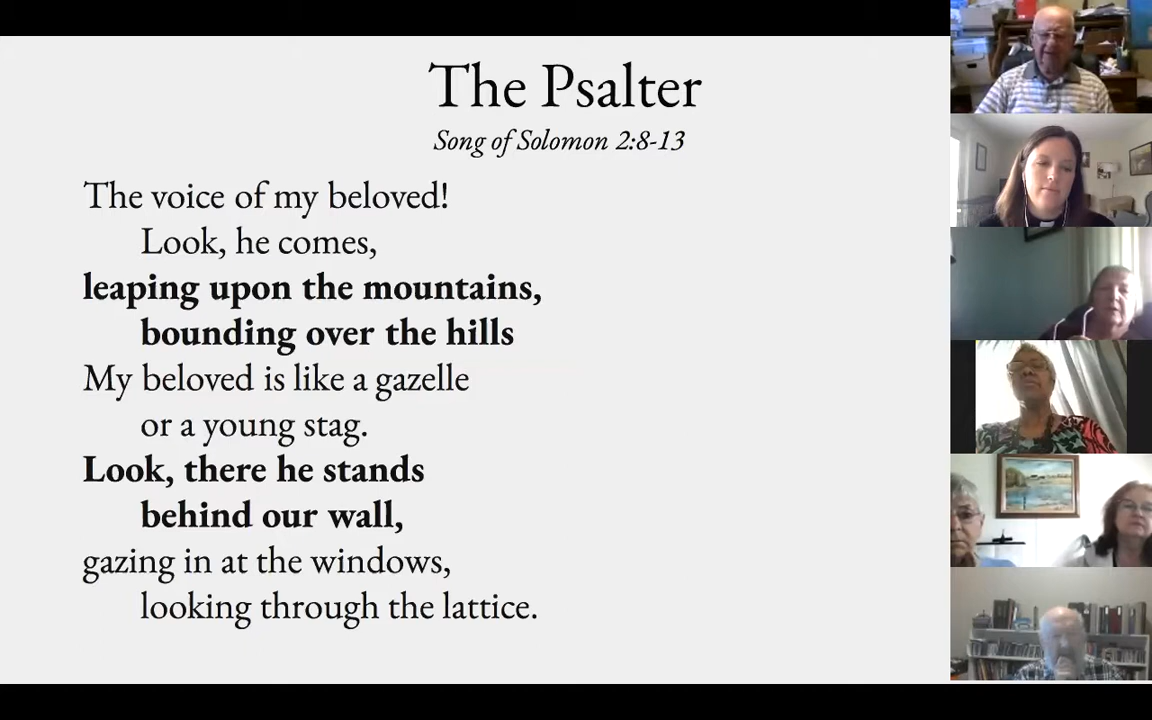 The Psalter
Song of Solomon 2:8-13
The voice of my beloved!
Look, he comes,
leaping upon the mountains,
bounding over the hills
My beloved is like a gazelle
or a young stag.
Look, there he stands
behind our wall,
gazing in at the windows,
looking through the lattice.